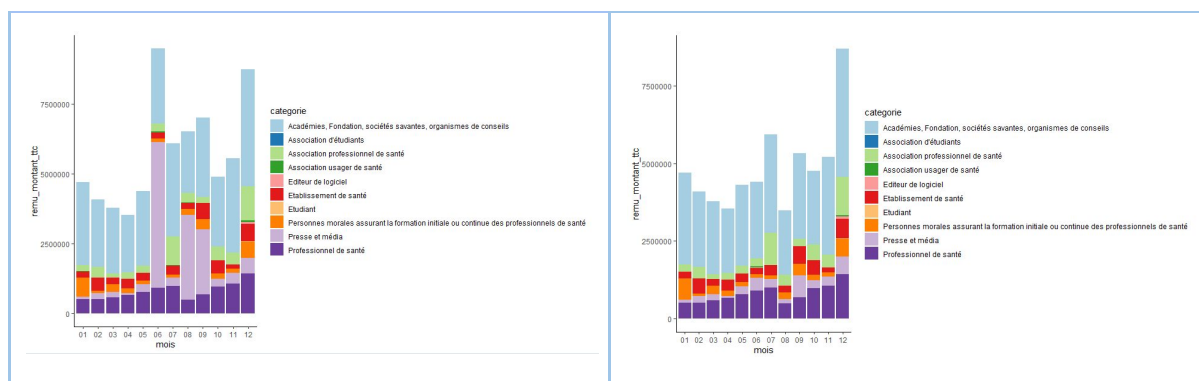 remu_montant_ttc
7500000
5000000
2500000
0
01 02 03 04 05 06 07 08 09 10 11 12
mois
categorie
Académies, Fondation, sociétés savantes, organismes de conseils
Association d'étudiants
Association professionnel de santé
Association usager de santé
Editeur de logiciel
Etablissement de santé
Etudiant
Personnes morales assurant la formation initiale ou continue des professionnels de santé
Presse et média
Professionnel de santé
remu_montant_ttc
7500000
5000000
2500000
0
01 02 03 04 05 06 07 08 09 10 11 12
mois
categorie
Académies, Fondation, sociétés savantes, organismes de conseils
Association d'étudiants
Association professionnel de santé
Association usager de santé
Editeur de logiciel
Etablissement de santé
Etudiant
Personnes morales assurant la formation initiale ou continue des professionnels de santé
Presse et média
Professionnel de santé